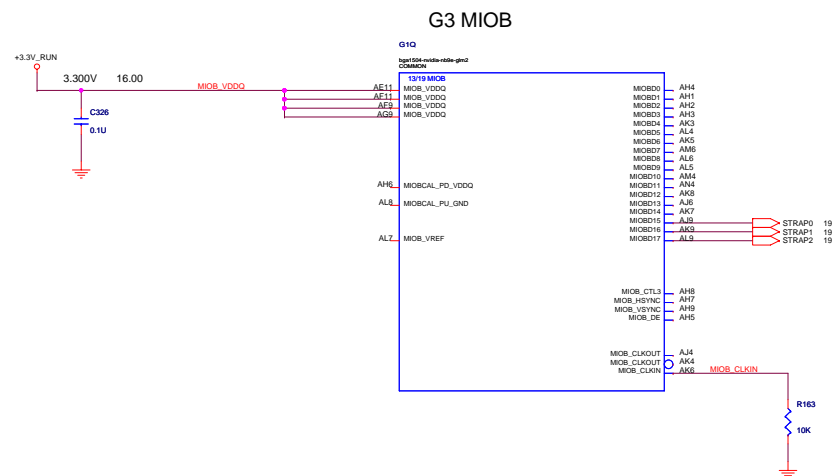 G3 MIOB
G1Q
bga1504-nvidia-nb9e-glm2
COMMON
13/19 MIOB
+3.3V_RUN
3.300V 16.00
MIOB_VDDQ
C326
0.1U
AE11 MIOB_VDDQ
AF11 MIOB_VDDQ
AF9 MIOB_VDDQ
AG9 MIOB_VDDQ
AH6 MIOBCAL_PD_VDDQ
AL8 MIOBCAL_PU_GND
AL7 MIOB_VREF
MIOBD0 AH4
MIOBD1 AH1
MIOBD2 AH2
MIOBD3 AH3
MIOBD4 AK3
MIOBD5 AL4
MIOBD6 AK5
MIOBD7 AM6
MIOBD8 AL6
MIOBD9 AL5
MIOBD10 AM4
MIOBD11 AN4
MIOBD12 AK8
MIOBD13 AJ6
MIOBD14 AK7
MIOBD15 AJ9
MIOBD16 AK9
MIOBD17 AL9
STRAP0 19
STRAP1 19
STRAP2 19
MIOB_CTL3 AH8
MIOB_HSYNC AH7
MIOB_VSYNC AH9
MIOB_DE AH5
MIOB_CLKOUT AJ4
MIOB_CLKOUT AK4
MIOB_CLKIN AK6
MIOB_CLKIN
R163
10K